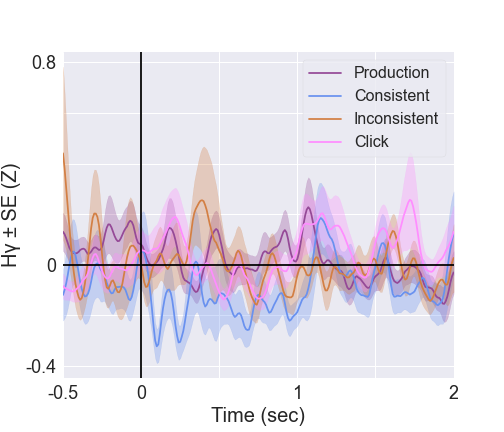 Production
Consistent
Inconsistent
Click
0.8
0
-0.4
Hγ ± SE (Z)
-0.5
0
1
2
Time (sec)